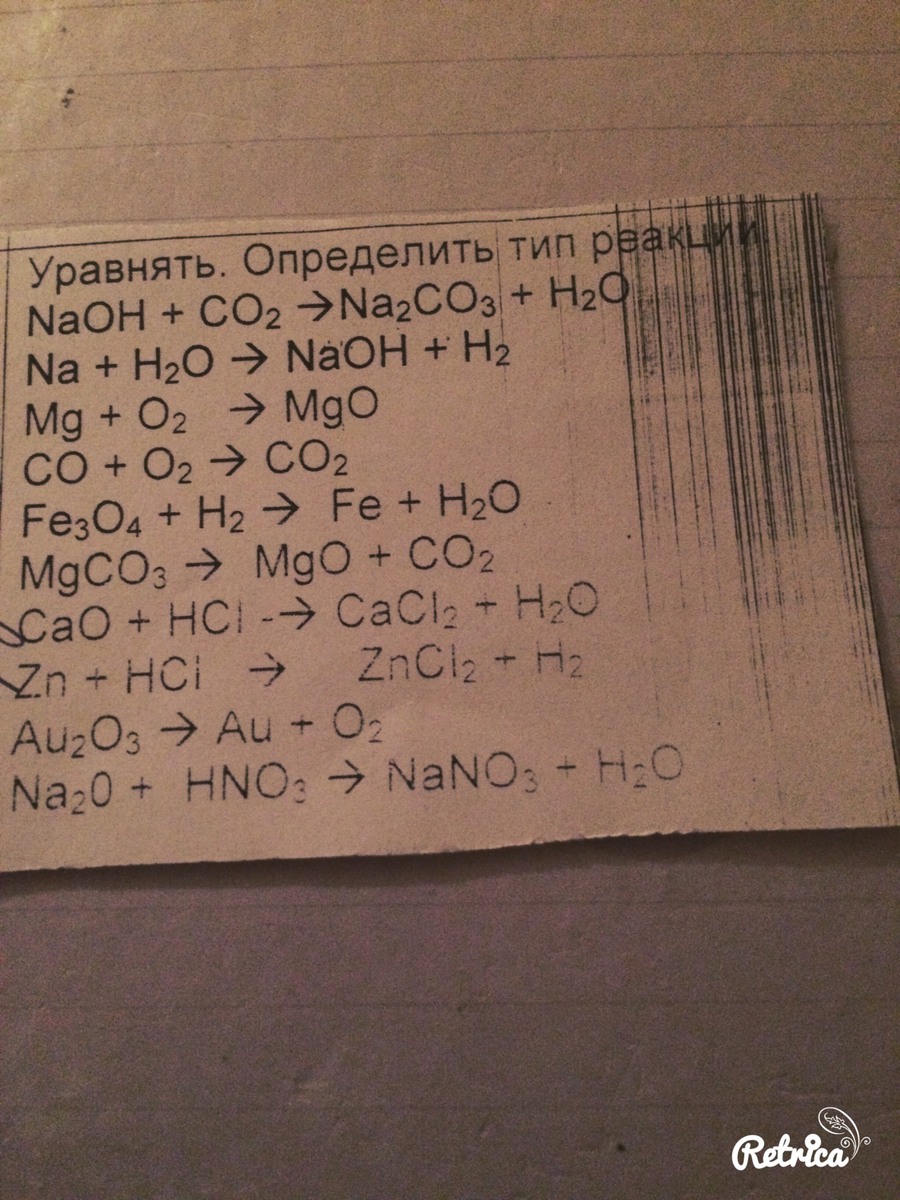 Уравнять. Определить тип реакции
NaOH + CO₂ →Na₂CO₃ + H₂O
Na + H₂O → NaOH + H₂
Mg + O₂ → MgO
CO + O₂ → CO₂
Fe₃O₄ + H₂ → Fe + H₂O
MgCO₃ → MgO + CO₂
CaO + HCl -→ CaCl₂ + H₂O
Zn + HCl → ZnCl₂ + H₂
Au₂O₃ → Au + O₂
Na₂0 + HNO₃ → NaNO₃ + H₂O
Retrica